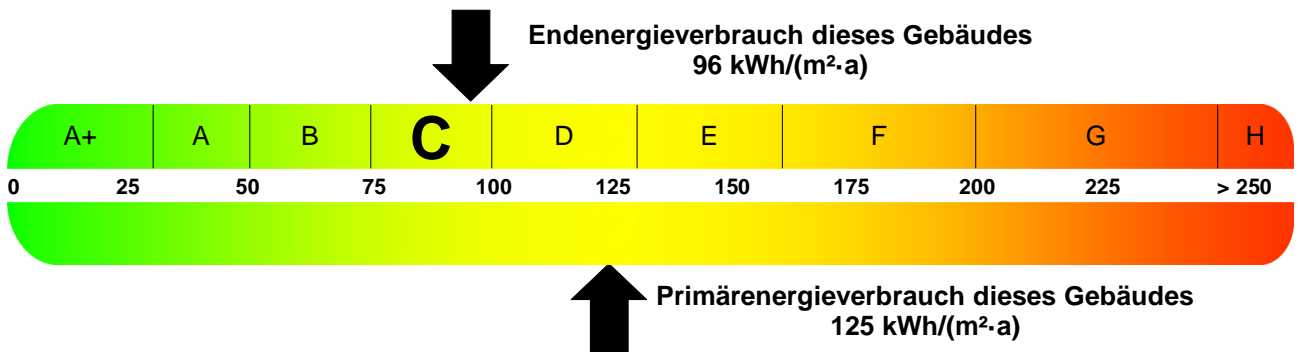 Endenergieverbrauch dieses Gebäudes
96 kWh/(m²·a)
A+ A B C D E F G H
0 25 50 75 100 125 150 175 200 225 > 250
Primärenergieverbrauch dieses Gebäudes
125 kWh/(m²·a)